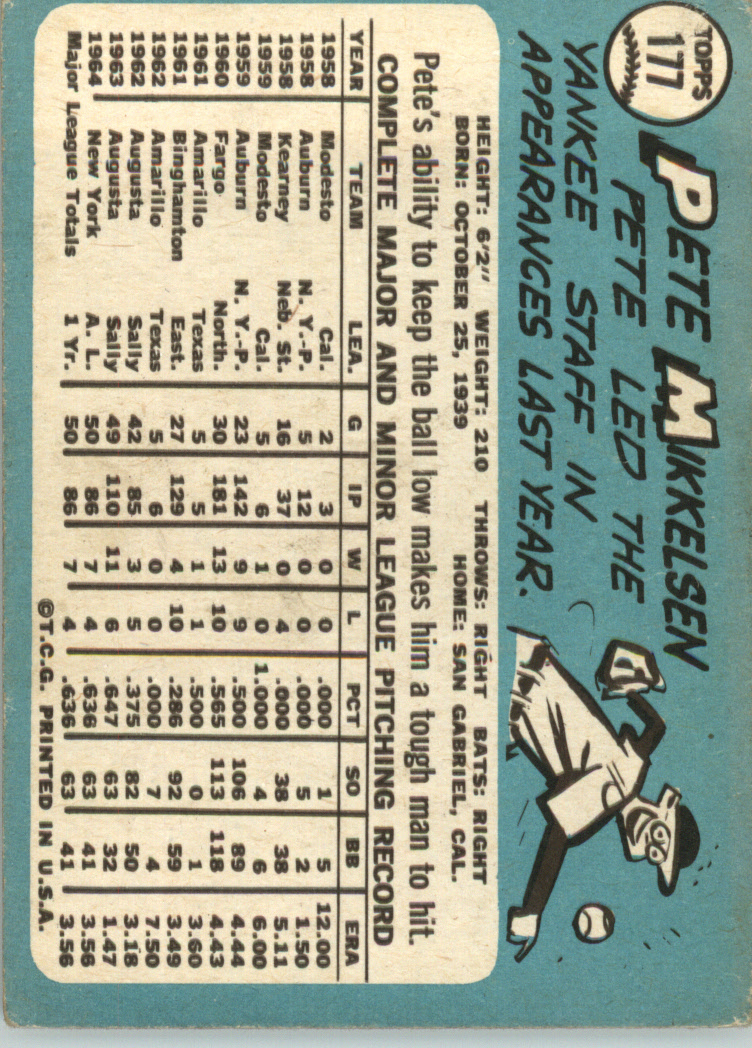 TOPPS
177
PETE MIKKELSEN
PETE LED THE
YANKEE STAFF IN
APPEARANCES LAST YEAR.
HEIGHT: 6'2" WEIGHT: 210 THROWS: RIGHT BATS: RIGHT
BORN: OCTOBER 25, 1939 HOME: SAN GABRIEL, CAL.
Pete's ability to keep the ball low makes him a tough man to hit.
COMPLETE MAJOR AND MINOR LEAGUE PITCHING RECORD
YEAR TEAM LEA. G IP W L PCT SO BB ERA
1958 Modesto Cal. 2 3 0 0 .000 1 5 12.00
1958 Auburn N. Y.-P. 5 12 0 0 .000 5 2 1.50
1958 Kearney Neb. St. 16 37 0 4 .000 38 38 5.11
1959 Modesto Cal. 5 6 1 0 1.000 4 6 6.00
1959 Auburn N. Y.-P. 23 142 9 9 .500 106 89 4.44
1960 Fargo North. 30 181 13 10 .565 113 118 4.43
1961 Amarillo Texas 5 5 1 1 .500 0 1 3.60
1961 Binghamton East. 27 129 4 10 .286 92 59 3.49
1962 Amarillo Texas 5 6 0 0 .000 7 4 7.50
1962 Augusta Sally 42 85 3 5 .375 82 50 3.18
1963 Augusta Sally 49 110 11 6 .647 63 32 1.47
1964 New York A. L. 50 86 7 4 .636 63 41 3.56
Major League Totals 1 Yr. 50 86 7 4 .636 63 41 3.56
©T.C.G. PRINTED IN U.S.A.